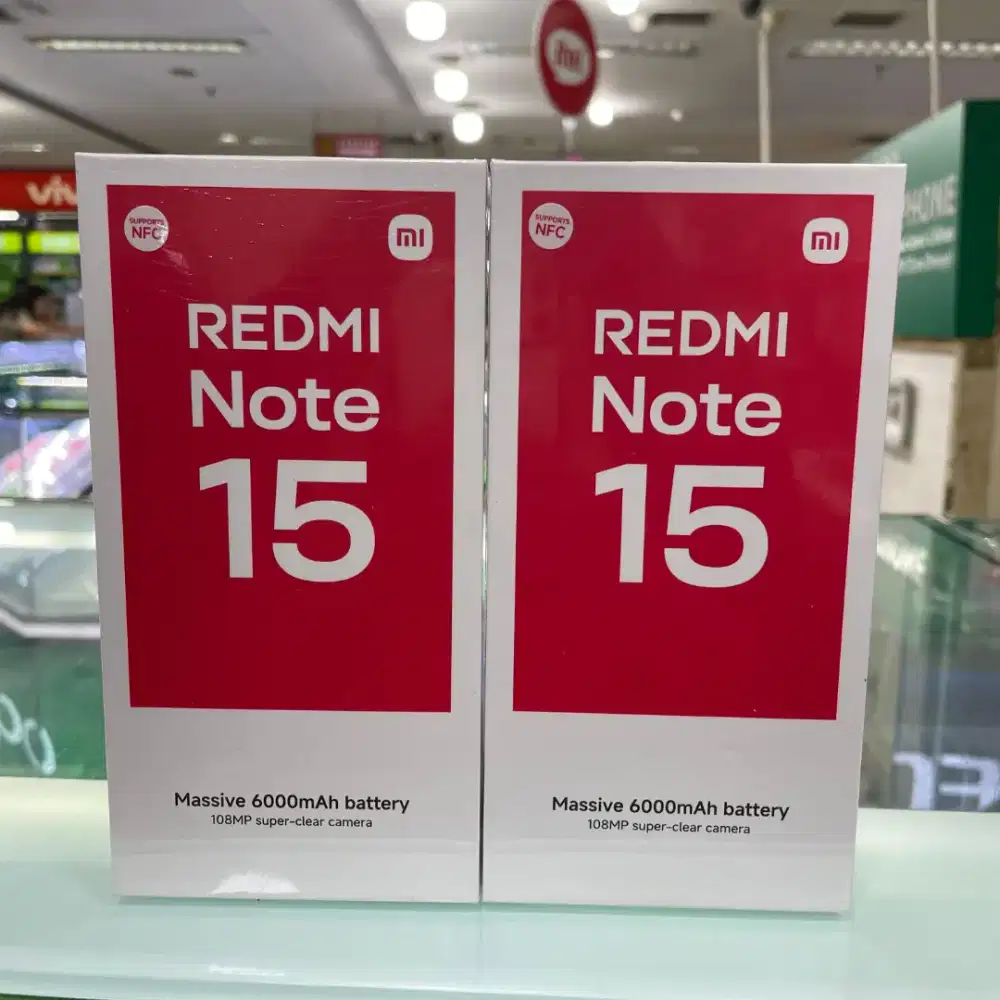 SUPPORTS
NFC
mi
REDMI
Note
15
Massive 6000mAh battery
108MP super-clear camera
SUPPORTS
NFC
mi
REDMI
Note
15
Massive 6000mAh battery
108MP super-clear camera